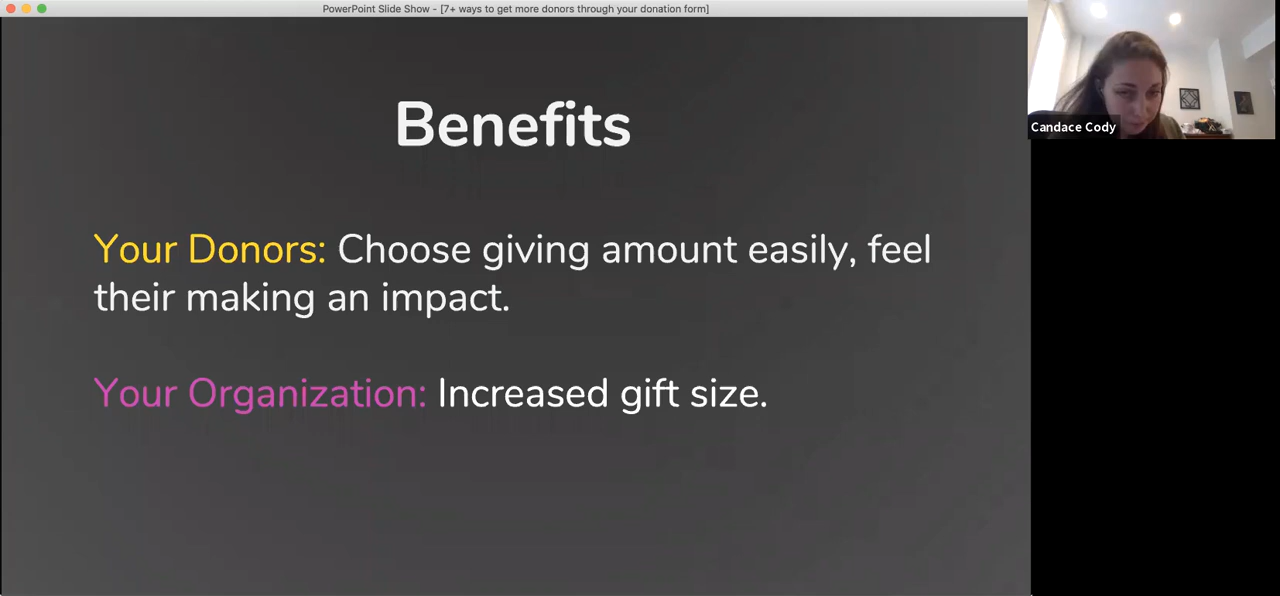 PowerPoint Slide Show - [7+ ways to get more donors through your donation form]
Benefits
Your Donors: Choose giving amount easily, feel
their making an impact.
Your Organization: Increased gift size.
Candace Cody